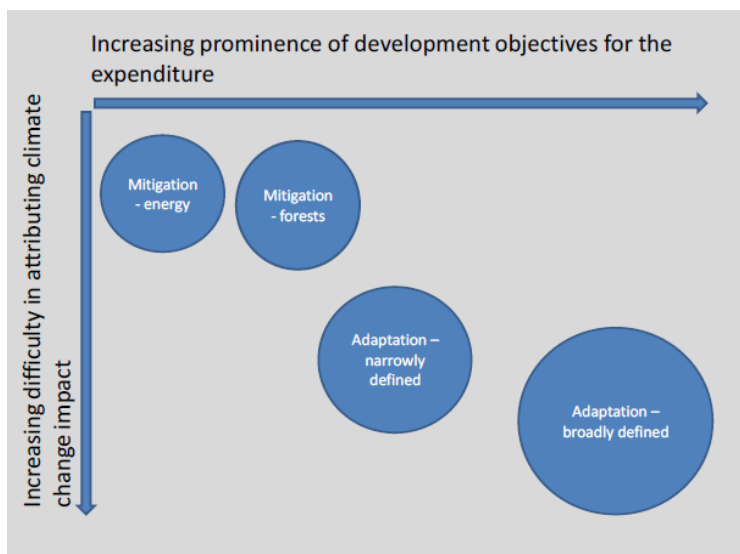 Increasing prominence of development objectives for the
expenditure
Increasing difficulty in attributing climate
change impact
Mitigation
- energy
Mitigation
- forests
Adaptation –
narrowly
defined
Adaptation –
broadly defined